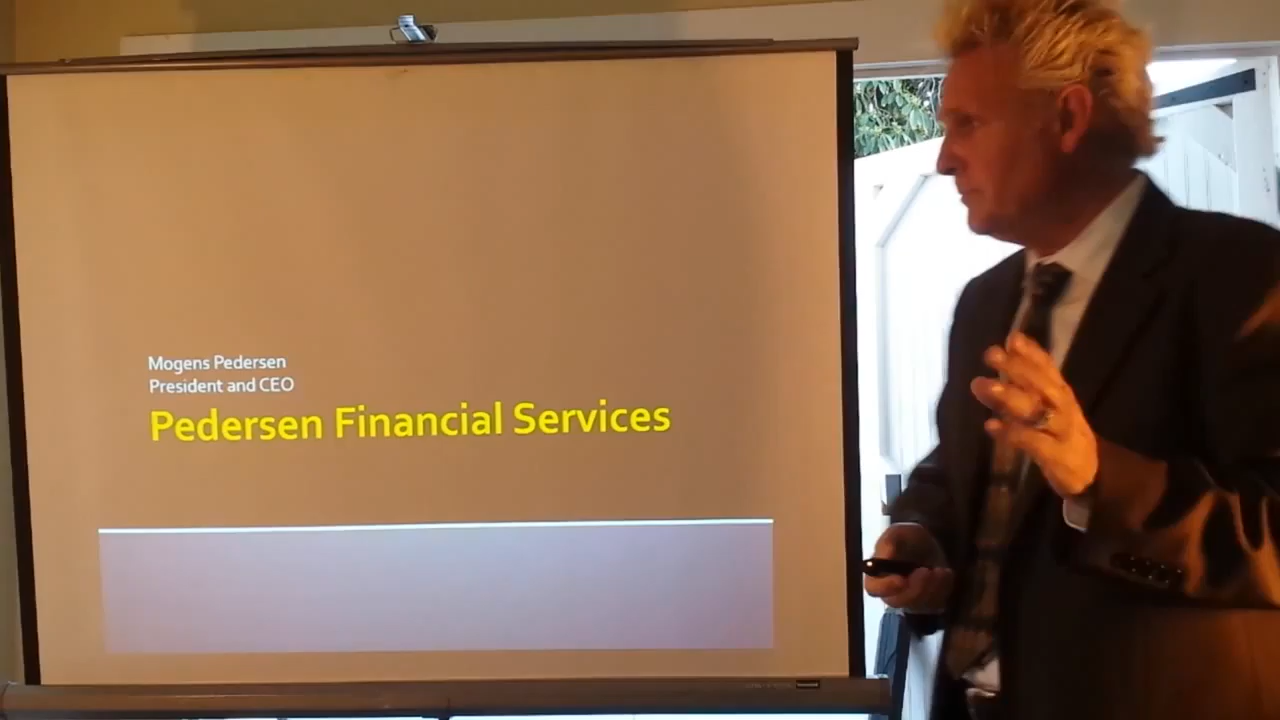 Mogens Pedersen
President and CEO
Pedersen Financial Services